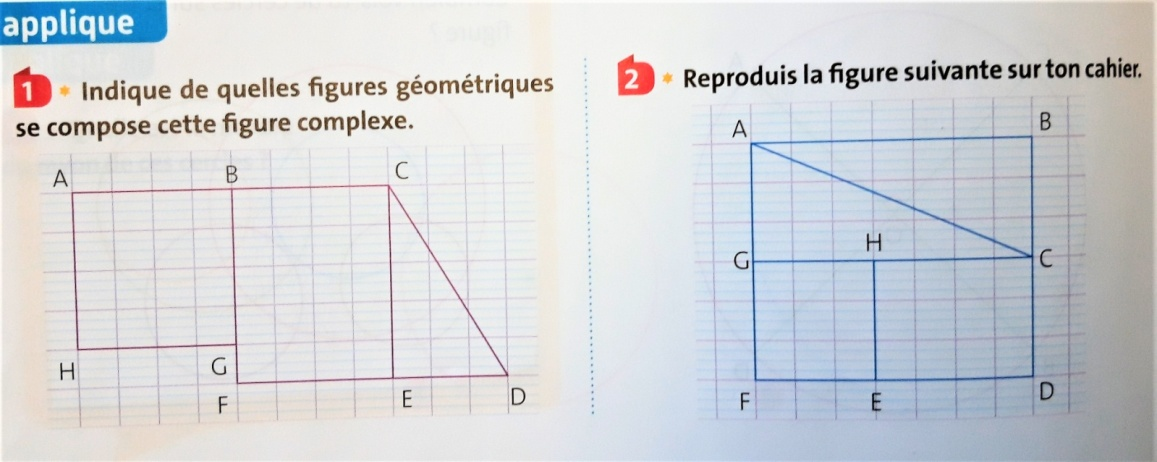 applique
1 * Indique de quelles figures géométriques
se compose cette figure complexe.
A B C
H G
F E D
2 * Reproduis la figure suivante sur ton cahier.
A B
G H C
F E D